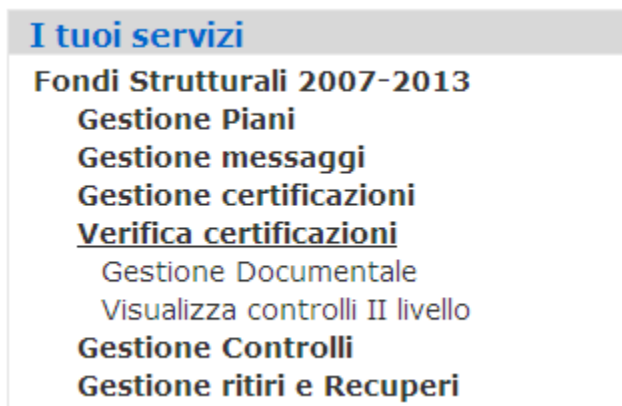 I tuoi servizi
Fondi Strutturali 2007-2013
Gestione Piani
Gestione messaggi
Gestione certificazioni
Verifica certificazioni
Gestione Documentale
Visualizza controlli II livello
Gestione Controlli
Gestione ritiri e Recuperi